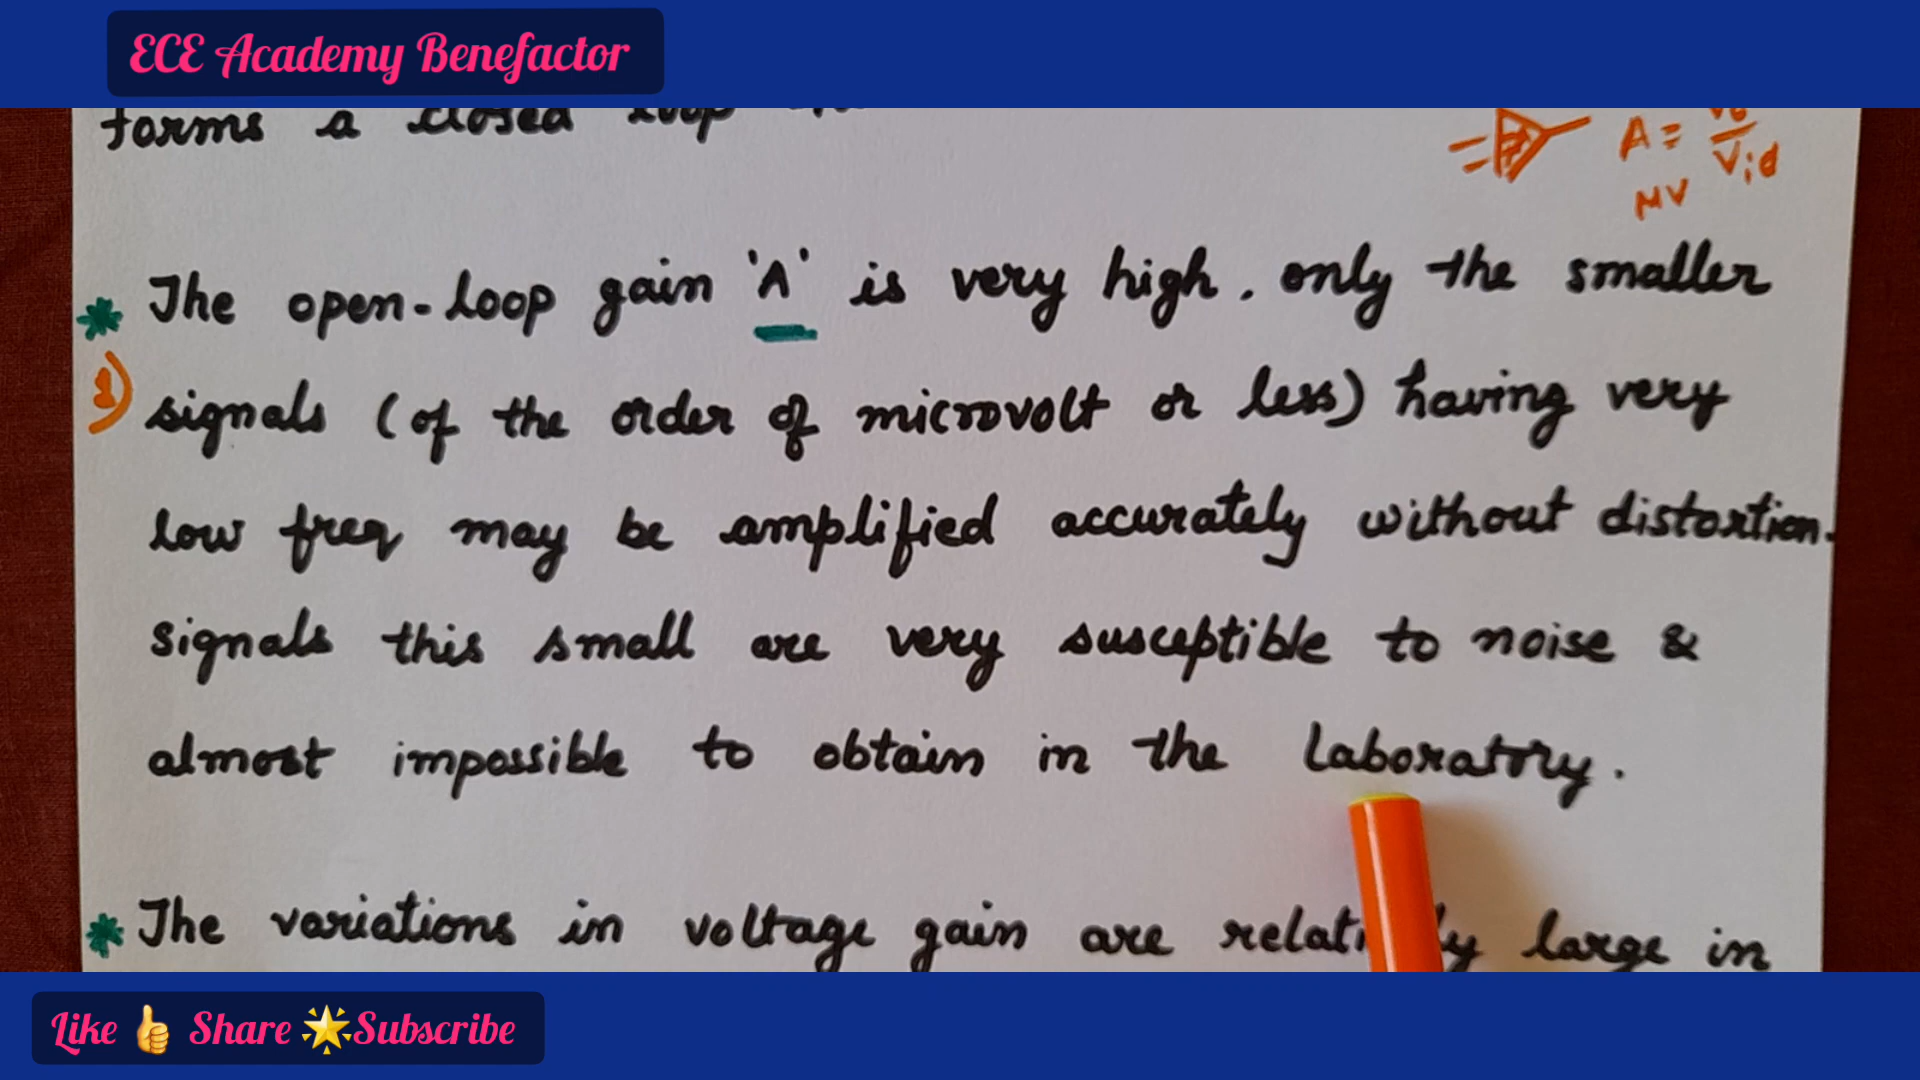 ECE Academy Benefactor
forms a closed loop
A = Vo/Vid
μV
* The open-loop gain 'A' is very high. only the smaller
1) signals (of the order of microvolt or less) having very
low freq may be amplified accurately without distortion.
signals this small are very susceptible to noise &
almost impossible to obtain in the laboratory.
* The variations in voltage gain are large in
Like 👍 Share 🌟Subscribe